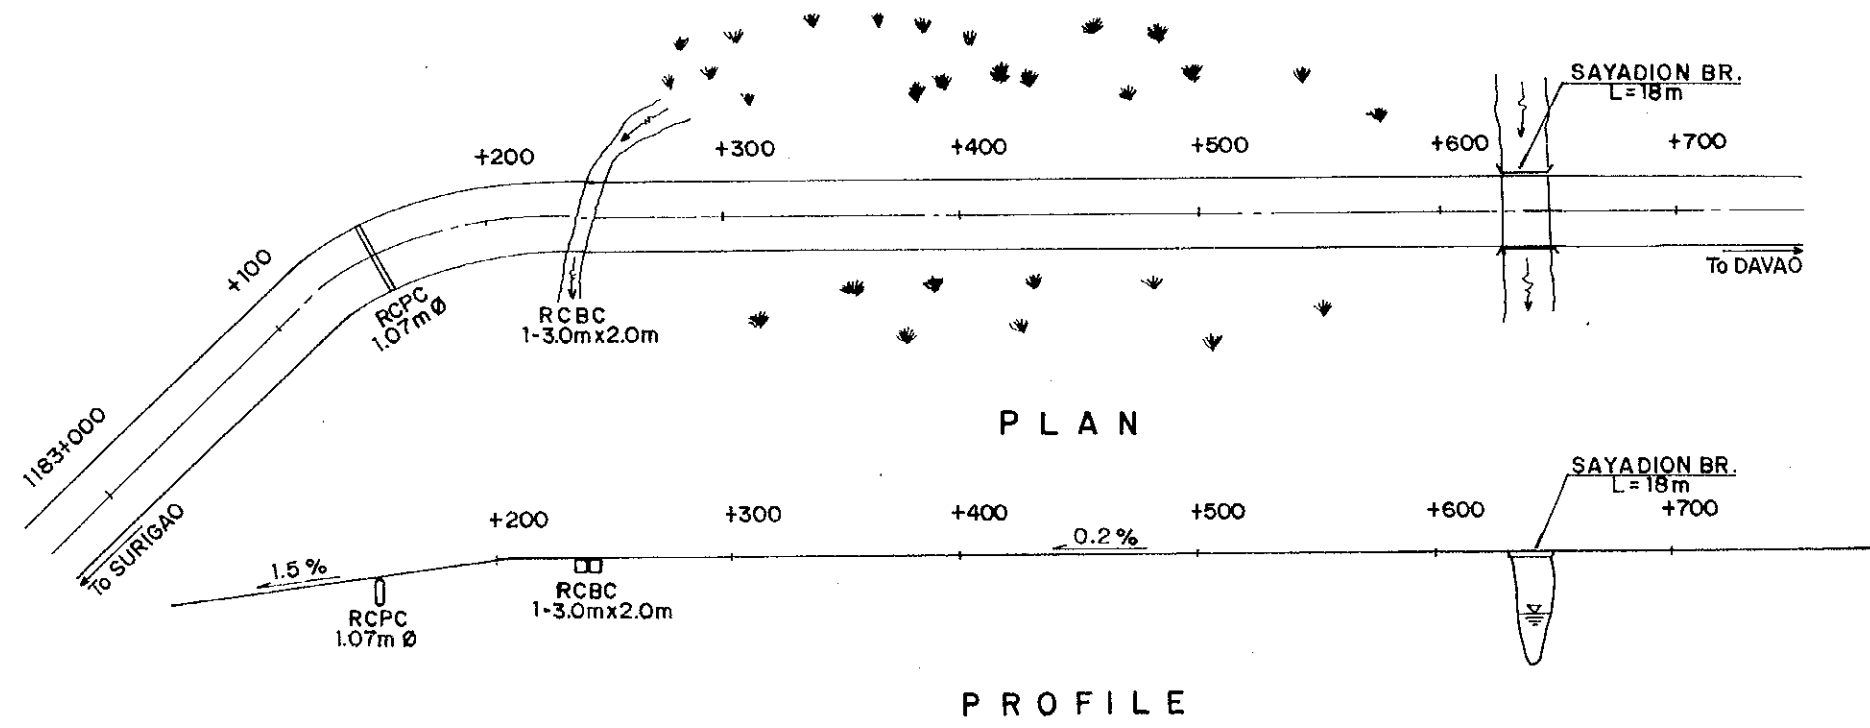 SAYADION BR.
L=18m
+200
+300
+400
+500
+600
+700
+100
To DAVAO
RCPC
1.07m Ø
RCBC
1-3.0mx2.0m
1183+000
To SURIGAO
PLAN
SAYADION BR.
L=18m
+200
+300
+400
+500
+600
+700
1.5%
0.2%
RCPC
1.07m Ø
RCBC
1-3.0mx2.0m
PROFILE